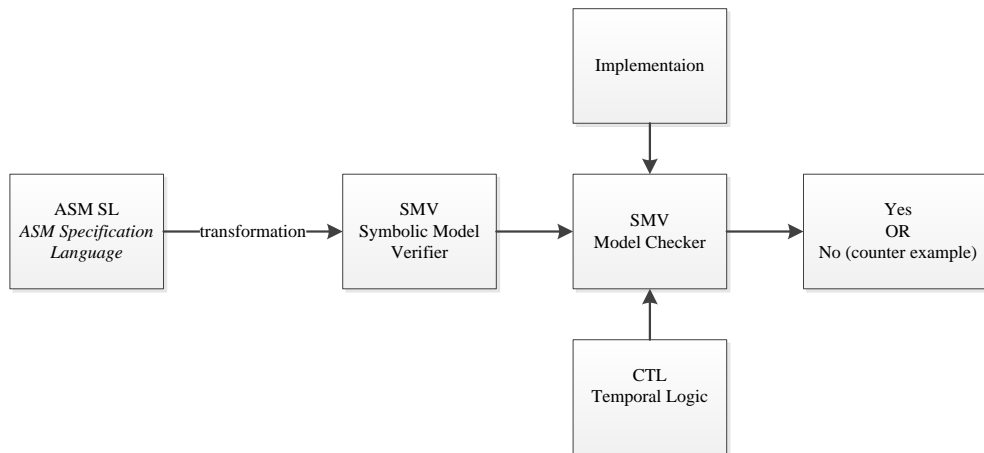 Implementaion
ASM SL
ASM Specification
Language
transformation
SMV
Symbolic Model
Verifier
SMV
Model Checker
Yes
OR
No (counter example)
CTL
Temporal Logic